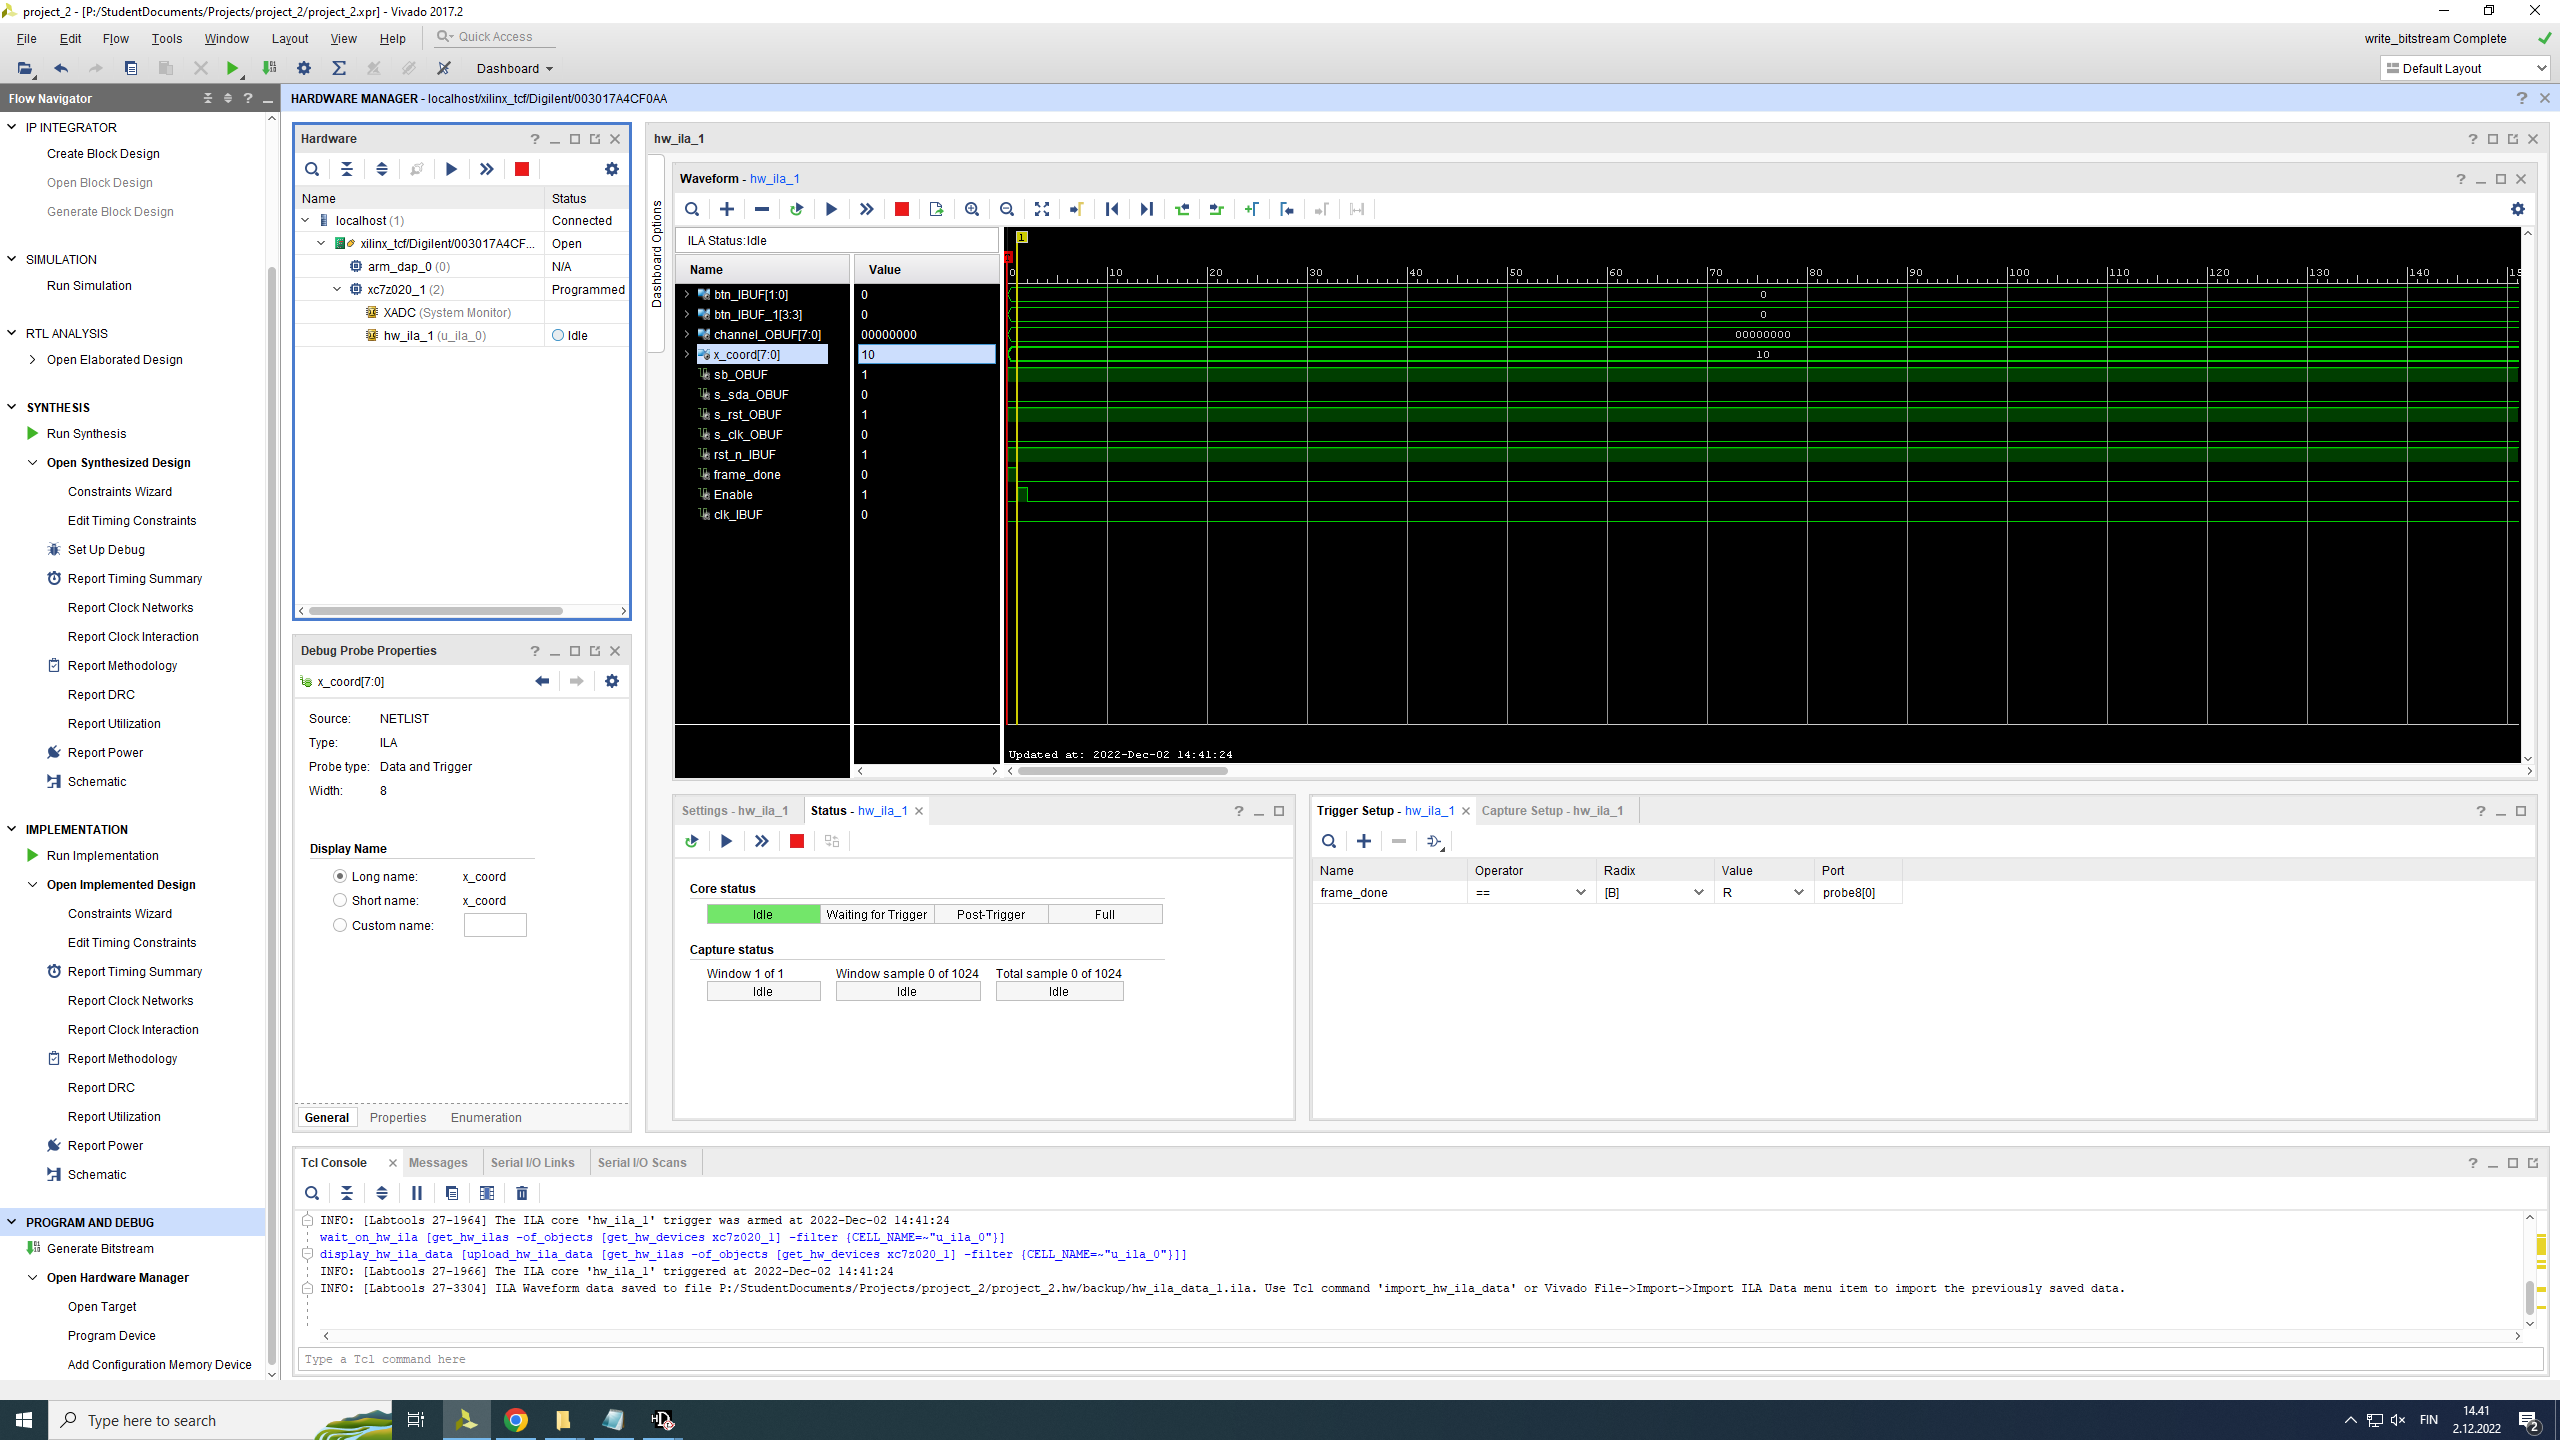 project_2 - [P:/StudentDocuments/Projects/project_2/project_2.xpr] - Vivado 2017.2
File Edit Flow Tools Window Layout View Help Quick Access
write_bitstream Complete
Dashboard
Default Layout
Flow Navigator
HARDWARE MANAGER - localhost/xilinx_tcf/Digilent/003017A4CF0AA
IP INTEGRATOR
Create Block Design
Open Block Design
Generate Block Design
SIMULATION
Run Simulation
RTL ANALYSIS
Open Elaborated Design
SYNTHESIS
Run Synthesis
Open Synthesized Design
Constraints Wizard
Edit Timing Constraints
Set Up Debug
Report Timing Summary
Report Clock Networks
Report Clock Interaction
Report Methodology
Report DRC
Report Utilization
Report Power
Schematic
IMPLEMENTATION
Run Implementation
Open Implemented Design
Constraints Wizard
Edit Timing Constraints
Report Timing Summary
Report Clock Networks
Report Clock Interaction
Report Methodology
Report DRC
Report Utilization
Report Power
Schematic
PROGRAM AND DEBUG
Generate Bitstream
Open Hardware Manager
Open Target
Program Device
Add Configuration Memory Device
Hardware
Name Status
localhost (1) Connected
xilinx_tcf/Digilent/003017A4CF... Open
arm_dap_0 (0) N/A
xc7z020_1 (2) Programmed
XADC (System Monitor)
hw_ila_1 (u_ila_0) Idle
Debug Probe Properties
x_coord[7:0]
Source: NETLIST
Type: ILA
Probe type: Data and Trigger
Width: 8
Display Name
Long name: x_coord
Short name: x_coord
Custom name:
General Properties Enumeration
hw_ila_1
Dashboard Options
Waveform - hw_ila_1
ILA Status:Idle
Name Value
btn_IBUF[1:0] 0
btn_IBUF_1[3:3] 0
channel_OBUF[7:0] 00000000
x_coord[7:0] 10
sb_OBUF 1
s_sda_OBUF 0
s_rst_OBUF 1
s_clk_OBUF 0
rst_n_IBUF 1
frame_done 0
Enable 1
clk_IBUF 0
1
0 10 20 30 40 50 60 70 80 90 100 110 120 130 140 15
0
0
00000000
10
Updated at: 2022-Dec-02 14:41:24
Settings - hw_ila_1 Status - hw_ila_1
Core status
Idle Waiting for Trigger Post-Trigger Full
Capture status
Window 1 of 1 Window sample 0 of 1024 Total sample 0 of 1024
Idle Idle Idle
Trigger Setup - hw_ila_1 Capture Setup - hw_ila_1
Name Operator Radix Value Port
frame_done == [B] R probe8[0]
Tcl Console Messages Serial I/O Links Serial I/O Scans
INFO: [Labtools 27-1964] The ILA core 'hw_ila_1' trigger was armed at 2022-Dec-02 14:41:24
wait_on_hw_ila [get_hw_ilas -of_objects [get_hw_devices xc7z020_1] -filter {CELL_NAME=~"u_ila_0"}]
display_hw_ila_data [upload_hw_ila_data [get_hw_ilas -of_objects [get_hw_devices xc7z020_1] -filter {CELL_NAME=~"u_ila_0"}]]
INFO: [Labtools 27-1966] The ILA core 'hw_ila_1' triggered at 2022-Dec-02 14:41:24
INFO: [Labtools 27-3304] ILA Waveform data saved to file P:/StudentDocuments/Projects/project_2/project_2.hw/backup/hw_ila_data_1.ila. Use Tcl command 'import_hw_ila_data' or Vivado File->Import->Import ILA Data menu item to import the previously saved data.
Type a Tcl command here
Type here to search
FIN
14.41
2.12.2022
2